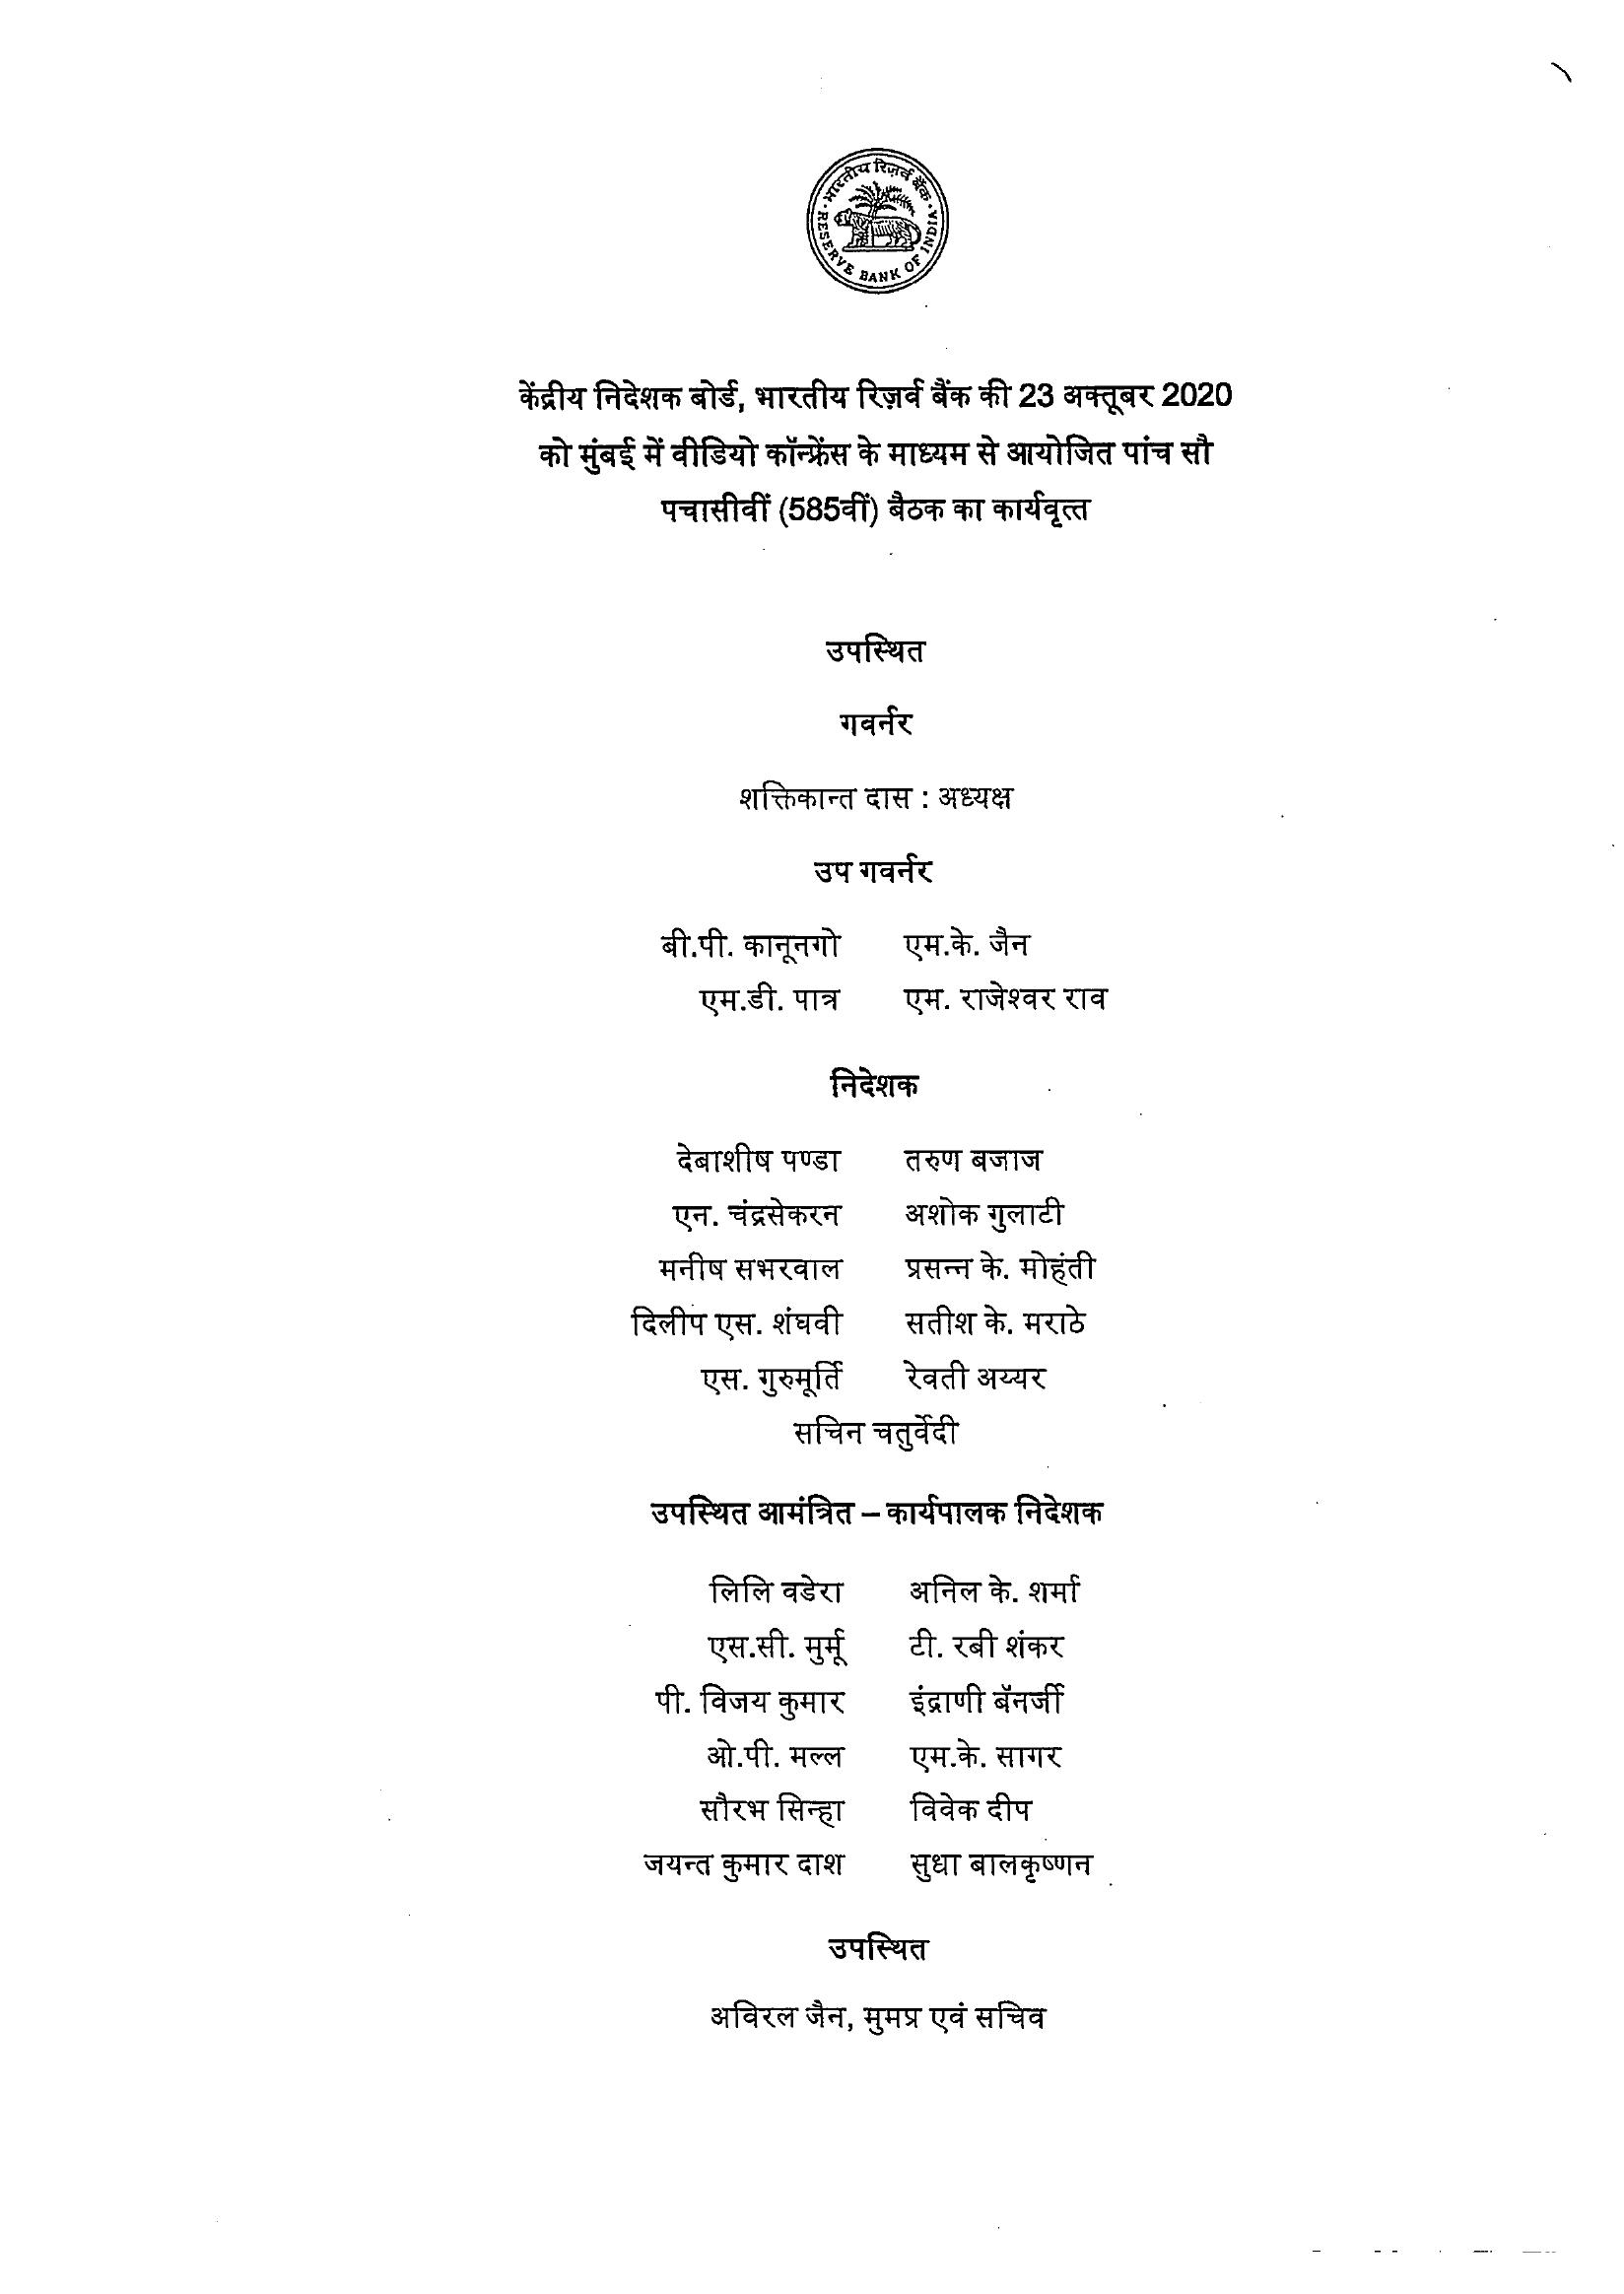 भारतीय रिज़र्व बैंक
RESERVE BANK OF INDIA
केंद्रीय निदेशक बोर्ड, भारतीय रिज़र्व बैंक की 23 अक्तूबर 2020
को मुंबई में वीडियो कॉन्फ्रेंस के माध्यम से आयोजित पांच सौ
पचासीवीं (585वीं) बैठक का कार्यवृत्त
उपस्थित
गवर्नर
शक्तिकान्त दास : अध्यक्ष
उप गवर्नर
बी.पी. कानूनगो एम.के. जैन
एम.डी. पात्र एम. राजेश्वर राव
निदेशक
देबाशीष पण्डा तरुण बजाज
एन. चंद्रसेकरन अशोक गुलाटी
मनीष सभरवाल प्रसन्न के. मोहंती
दिलीप एस. शंघवी सतीश के. मराठे
एस. गुरुमूर्ति रेवती अय्यर
सचिन चतुर्वेदी
उपस्थित आमंत्रित – कार्यपालक निदेशक
लिलि वडेरा अनिल के. शर्मा
एस.सी. मुर्मू टी. रबी शंकर
पी. विजय कुमार इंद्राणी बॅनर्जी
ओ.पी. मल्ल एम.के. सागर
सौरभ सिन्हा विवेक दीप
जयन्त कुमार दाश सुधा बालकृष्णन
उपस्थित
अविरल जैन, मुमप्र एवं सचिव